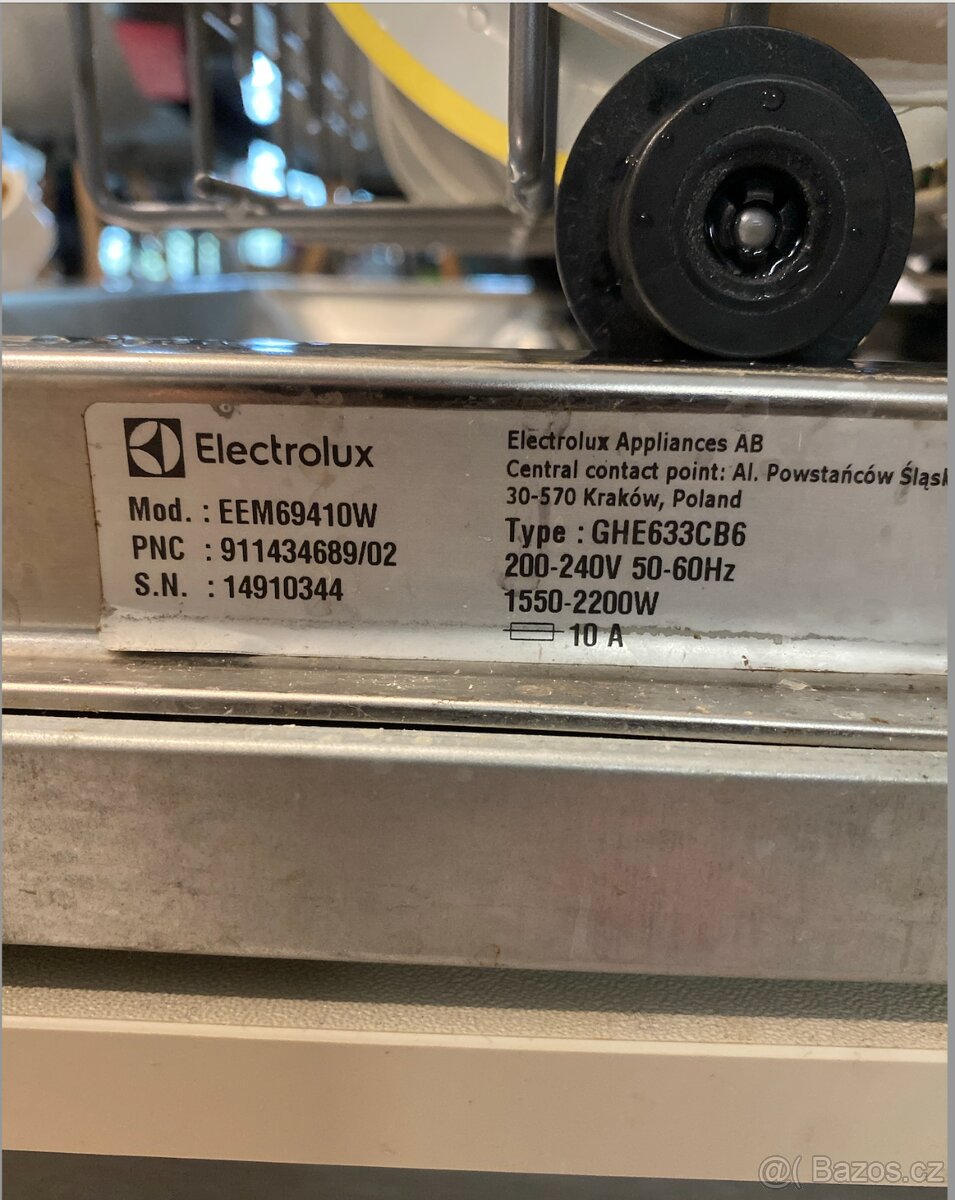 Electrolux
Mod. : EEM69410W
PNC : 911434689/02
S.N. : 14910344
Electrolux Appliances AB
Central contact point: Al. Powstańców Śląsk
30-570 Kraków, Poland
Type : GHE633CB6
200-240V 50-60Hz
1550-2200W
10 A
@( Bazos.cz